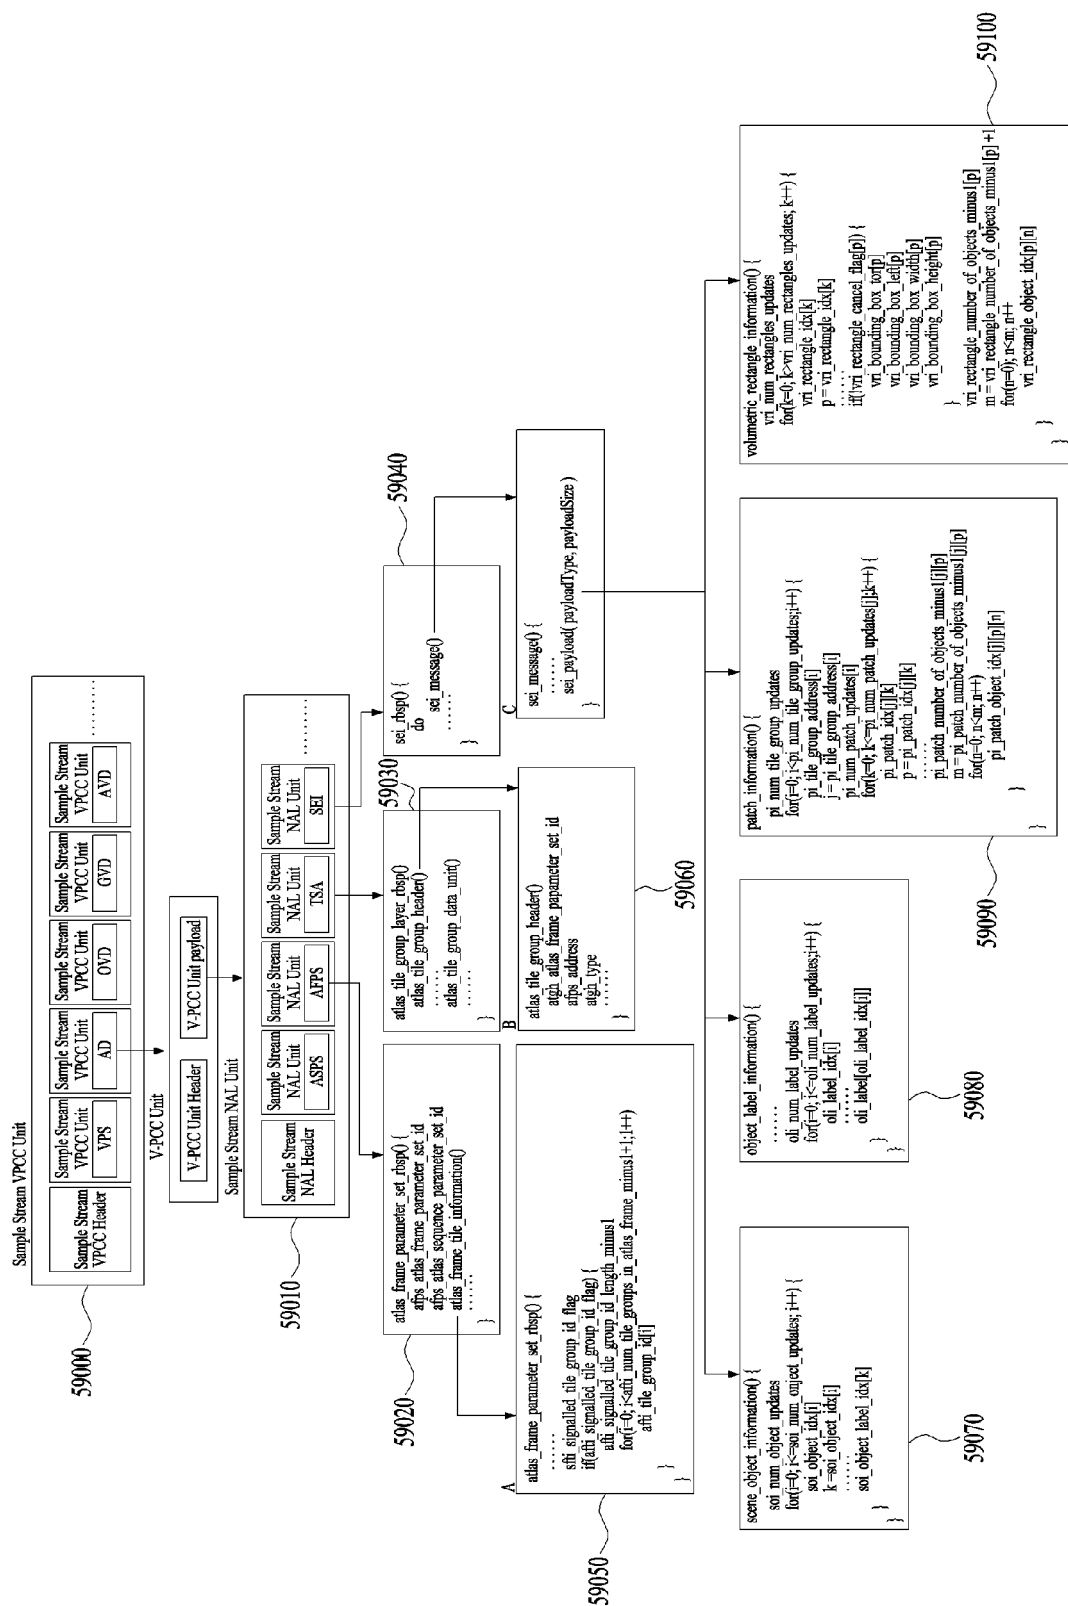 Sample Stream VPCC Unit
Sample Stream
VPCC Header
Sample Stream
VPCC Unit
VPS
Sample Stream
VPCC Unit
AD
Sample Stream
VPCC Unit
OVD
Sample Stream
VPCC Unit
GVD
Sample Stream
VPCC Unit
AVD
........
59000
V-PCC Unit
V-PCC Unit Header
V-PCC Unit payload
Sample Stream NAL Unit
Sample Stream
NAL Header
Sample Stream
NAL Unit
ASPS
Sample Stream
NAL Unit
AFPS
Sample Stream
NAL Unit
TSA
Sample Stream
NAL Unit
SEI
........
59010
atlas_frame_parameter_set_rbsp() {
afps_atlas_frame_parameter_set_id
afps_atlas_sequence_parameter_set_id
atlas_frame_tile_information()
......
}
59020
atlas_tile_group_layer_rbsp()
atlas_tile_group_header()
......
atlas_tile_group_data_unit()
......
59030
sei_rbsp() {
do
sei_message()
......
}
59040
A
atlas_frame_parameter_set_rbsp() {
......
sfti_signalled_tile_group_id_flag
if(afti_signalled_tile_group_id_flag) {
afti_signalled_tile_group_id_length_minus1
for(i=0; i<afti_num_tile_groups_in_atlas_frame_minus1+1;1++)
afti_tile_group_id[i]
}
}
59050
B
atlas_tile_group_header()
atgh_atlas_frame_papameter_set_id
afps_address
atgh_type
......
}
59060
C
sei_message() {
......
sei_payload( payloadType, payloadSize )
}
scene_object_information() {
soi_num_object_updates
for(i=0; i<=soi_num_onject_updates; i++) {
soi_object_idx[i]
k =soi_object_idx[i]
......
soi_object_label_idx[k]
}
}
59070
object_label_information() {
......
oli_num_label_updates
for(i=0; i<=oli_num_label_updates;i++) {
oli_label_idx[i]
......
oli_label[oli_label_idx[i]]
}
}
59080
patch_information() {
pi_num_tile_group_updates
for(i=0; i<pi_num_tile_group_updates;i++) {
pi_tile_group_address[i]
j = pi_tile_group_address[i]
pi_num_patch_updates[i]
for(k=0; k<=pi_num_patch_updates[j];k++) {
pi_patch_idx[j][k]
p = pi_patch_idx[j][k]
......
pi_patch_number_of_objects_minus1[j][p]
m = pi_patch_number_of_objects_minus1[j][p]
for(n=0; n<m; n++)
pi_patch_object_idx[j][p][n]
}
}
}
59090
volumetric_rectangle_information() {
vri_num_rectangles_updates
for(k=0; k>vri_num_rectangles_updates; k++) {
vri_rectangle_idx[k]
p = vri_rectangle_idx[k]
......
if(!vri_rectangle_cancel_flag[p]) {
vri_bounding_box_tor[p]
vri_bounding_box_left[p]
vri_bounding_box_width[p]
vri_bounding_box_height[p]
}
vri_rectangle_number_of_objects_minus1[p]
m = vri_rectangle_number_of_objects_minus1[p] +1
for(n=0; n<m; n++
vri_rectangle_object_idx[p][n]
}
}
59100